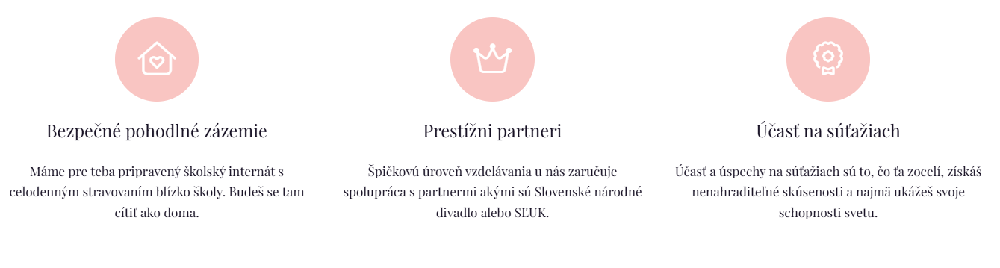 Bezpečné pohodlné zázemie
Máme pre teba pripravený školský internát s
celodenným stravovaním blízko školy. Budeš se tam
cítiť ako doma.
Prestížni partneri
Špičkovú úroveň vzdelávania u nás zaručuje
spolupráca s partnermi akými sú Slovenské národné
divadlo alebo SĽUK.
Účasť na súťažiach
Účasť a úspechy na súťažiach sú to, čo ťa zocelí, získáš
nenahraditeľné skúsenosti a najmä ukážeš svoje
schopnosti svetu.